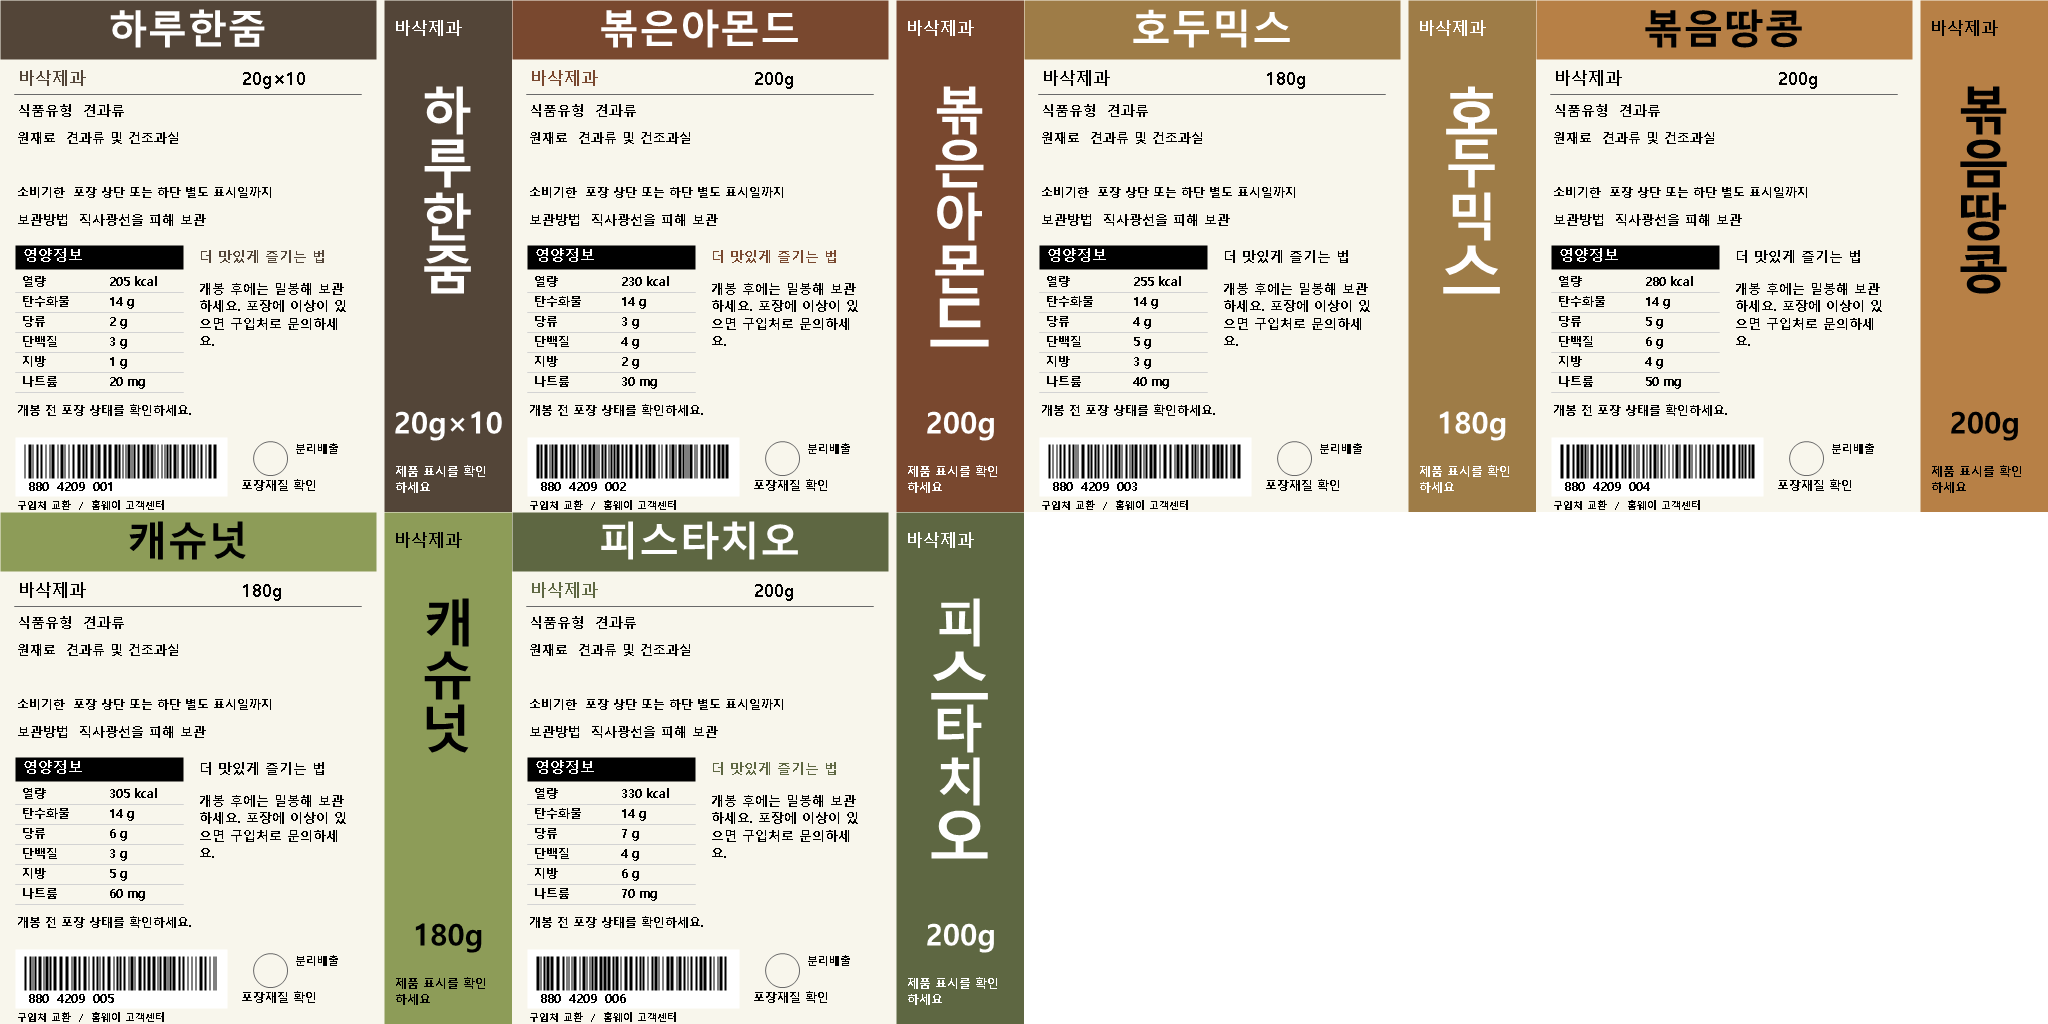 하루한줌
바삭제과 20g×10
식품유형 견과류
원재료 견과류 및 건조과실
소비기한 포장 상단 또는 하단 별도 표시일까지
보관방법 직사광선을 피해 보관
영양정보
열량 205 kcal
탄수화물 14 g
당류 2 g
단백질 3 g
지방 1 g
나트륨 20 mg
더 맛있게 즐기는 법
개봉 후에는 밀봉해 보관
하세요. 포장에 이상이 있
으면 구입처로 문의하세
요.
개봉 전 포장 상태를 확인하세요.
880 4209 001
분리배출
포장재질 확인
구입처 교환 / 홈웨이 고객센터
바삭제과
하루한줌
20g×10
제품 표시를 확인
하세요
볶은아몬드
바삭제과 200g
식품유형 견과류
원재료 견과류 및 건조과실
소비기한 포장 상단 또는 하단 별도 표시일까지
보관방법 직사광선을 피해 보관
영양정보
열량 230 kcal
탄수화물 14 g
당류 3 g
단백질 4 g
지방 2 g
나트륨 30 mg
더 맛있게 즐기는 법
개봉 후에는 밀봉해 보관
하세요. 포장에 이상이 있
으면 구입처로 문의하세
요.
개봉 전 포장 상태를 확인하세요.
880 4209 002
분리배출
포장재질 확인
구입처 교환 / 홈웨이 고객센터
바삭제과
볶은아몬드
200g
제품 표시를 확인
하세요
호두믹스
바삭제과 180g
식품유형 견과류
원재료 견과류 및 건조과실
소비기한 포장 상단 또는 하단 별도 표시일까지
보관방법 직사광선을 피해 보관
영양정보
열량 255 kcal
탄수화물 14 g
당류 4 g
단백질 5 g
지방 3 g
나트륨 40 mg
더 맛있게 즐기는 법
개봉 후에는 밀봉해 보관
하세요. 포장에 이상이 있
으면 구입처로 문의하세
요.
개봉 전 포장 상태를 확인하세요.
880 4209 003
분리배출
포장재질 확인
구입처 교환 / 홈웨이 고객센터
바삭제과
호두믹스
180g
제품 표시를 확인
하세요
볶음땅콩
바삭제과 200g
식품유형 견과류
원재료 견과류 및 건조과실
소비기한 포장 상단 또는 하단 별도 표시일까지
보관방법 직사광선을 피해 보관
영양정보
열량 280 kcal
탄수화물 14 g
당류 5 g
단백질 6 g
지방 4 g
나트륨 50 mg
더 맛있게 즐기는 법
개봉 후에는 밀봉해 보관
하세요. 포장에 이상이 있
으면 구입처로 문의하세
요.
개봉 전 포장 상태를 확인하세요.
880 4209 004
분리배출
포장재질 확인
구입처 교환 / 홈웨이 고객센터
바삭제과
볶음땅콩
200g
제품 표시를 확인
하세요
캐슈넛
바삭제과 180g
식품유형 견과류
원재료 견과류 및 건조과실
소비기한 포장 상단 또는 하단 별도 표시일까지
보관방법 직사광선을 피해 보관
영양정보
열량 305 kcal
탄수화물 14 g
당류 6 g
단백질 3 g
지방 5 g
나트륨 60 mg
더 맛있게 즐기는 법
개봉 후에는 밀봉해 보관
하세요. 포장에 이상이 있
으면 구입처로 문의하세
요.
개봉 전 포장 상태를 확인하세요.
880 4209 005
분리배출
포장재질 확인
구입처 교환 / 홈웨이 고객센터
바삭제과
캐슈넛
180g
제품 표시를 확인
하세요
피스타치오
바삭제과 200g
식품유형 견과류
원재료 견과류 및 건조과실
소비기한 포장 상단 또는 하단 별도 표시일까지
보관방법 직사광선을 피해 보관
영양정보
열량 330 kcal
탄수화물 14 g
당류 7 g
단백질 4 g
지방 6 g
나트륨 70 mg
더 맛있게 즐기는 법
개봉 후에는 밀봉해 보관
하세요. 포장에 이상이 있
으면 구입처로 문의하세
요.
개봉 전 포장 상태를 확인하세요.
880 4209 006
분리배출
포장재질 확인
구입처 교환 / 홈웨이 고객센터
바삭제과
피스타치오
200g
제품 표시를 확인
하세요